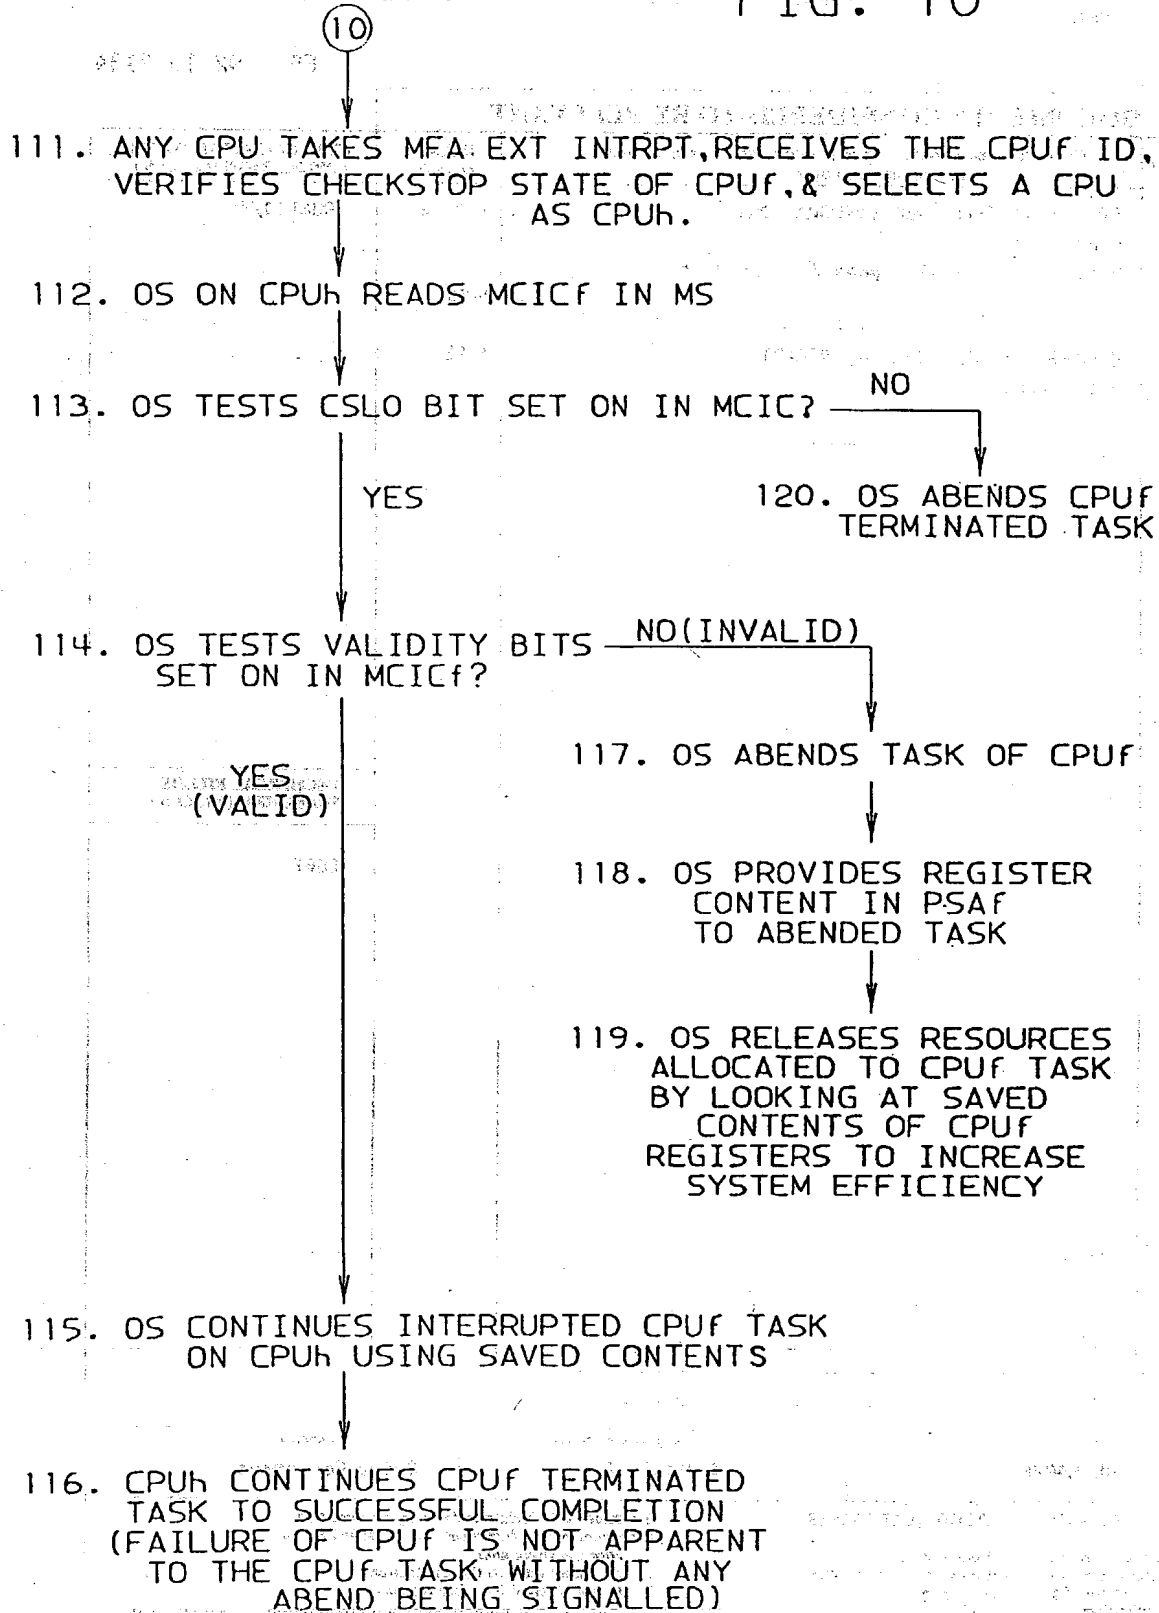 FIG. 10
10
111. ANY CPU TAKES MFA EXT INTRPT, RECEIVES THE CPUf ID,
VERIFIES CHECKSTOP STATE OF CPUf, & SELECTS A CPU
AS CPUh.
112. OS ON CPUh READS MCICf IN MS
113. OS TESTS CSLO BIT SET ON IN MCIC?
NO
YES
120. OS ABENDS CPUf
TERMINATED TASK
114. OS TESTS VALIDITY BITS
SET ON IN MCICf?
NO(INVALID)
YES
(VALID)
117. OS ABENDS TASK OF CPUf
118. OS PROVIDES REGISTER
CONTENT IN PSAf
TO ABENDED TASK
119. OS RELEASES RESOURCES
ALLOCATED TO CPUf TASK
BY LOOKING AT SAVED
CONTENTS OF CPUf
REGISTERS TO INCREASE
SYSTEM EFFICIENCY
115. OS CONTINUES INTERRUPTED CPUf TASK
ON CPUh USING SAVED CONTENTS
116. CPUh CONTINUES CPUf TERMINATED
TASK TO SUCCESSFUL COMPLETION
(FAILURE OF CPUf IS NOT APPARENT
TO THE CPUf TASK WITHOUT ANY
ABEND BEING SIGNALLED)